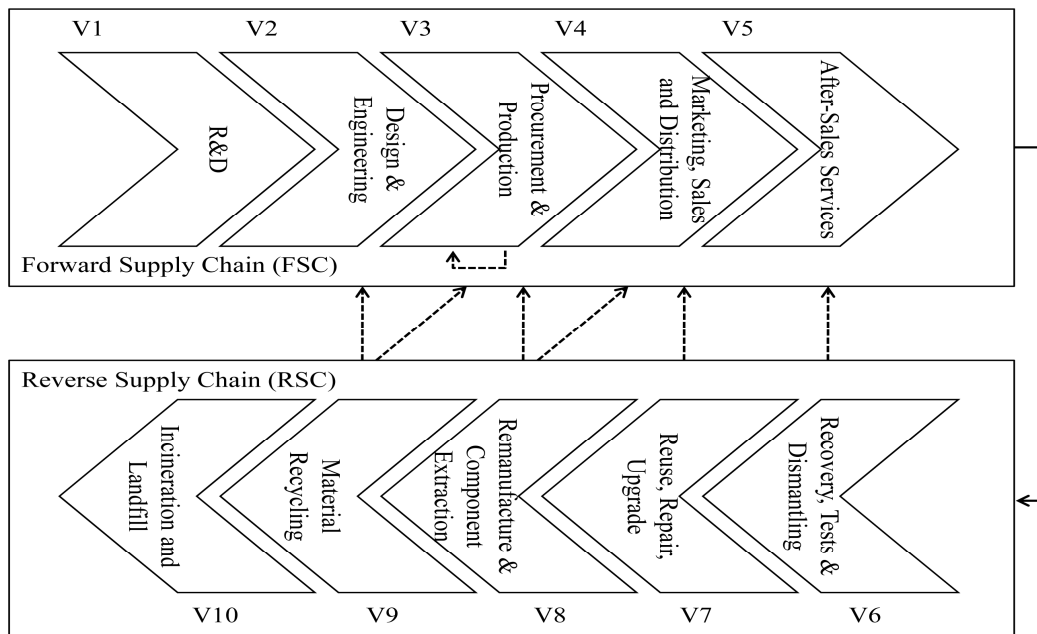 V1
V2
V3
V4
V5
R&D
Design &
Engineering
Procurement &
Production
Marketing, Sales
and Distribution
After-Sales Services
Forward Supply Chain (FSC)
Reverse Supply Chain (RSC)
Incineration and
Landfill
Material
Recycling
Remanufacture &
Component
Extraction
Reuse, Repair,
Upgrade
Recovery, Tests &
Dismantling
V10
V9
V8
V7
V6